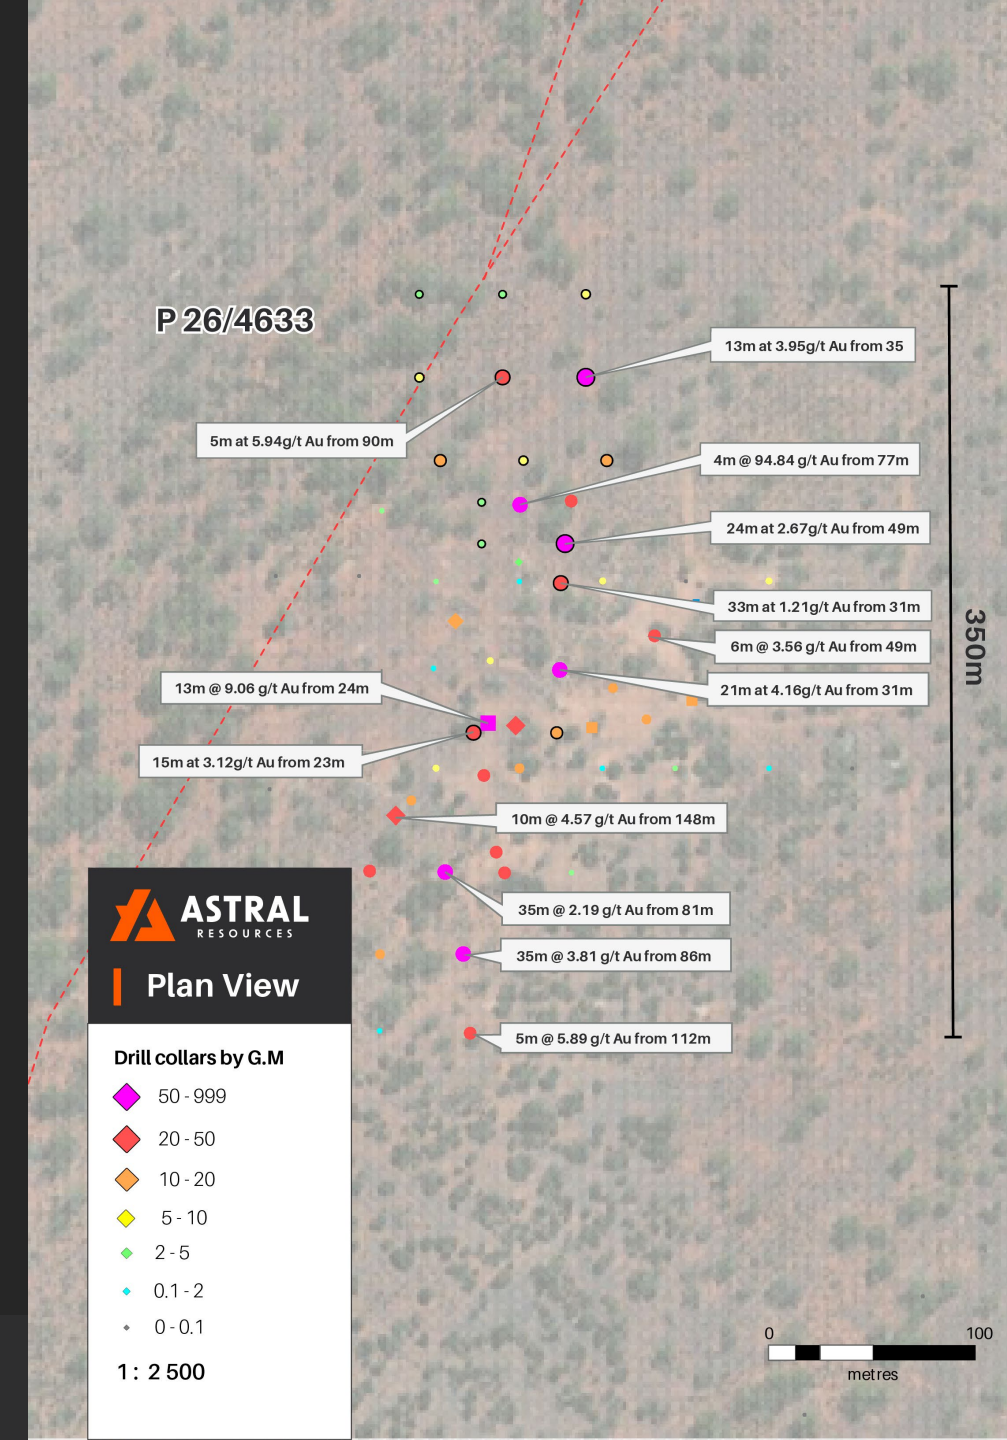 P 26/4633
13m at 3.95g/t Au from 35
5m at 5.94g/t Au from 90m
4m @ 94.84 g/t Au from 77m
24m at 2.67g/t Au from 49m
33m at 1.21g/t Au from 31m
350m
6m @ 3.56 g/t Au from 49m
13m @ 9.06 g/t Au from 24m
21m at 4.16g/t Au from 31m
15m at 3.12g/t Au from 23m
10m @ 4.57 g/t Au from 148m
35m @ 2.19 g/t Au from 81m
35m @ 3.81 g/t Au from 86m
5m @ 5.89 g/t Au from 112m
ASTRAL
RESOURCES
Plan View
Drill collars by G.M
50 - 999
20 - 50
10 - 20
5 - 10
2 - 5
0.1 - 2
0 - 0.1
1 : 2 500
0 100
metres